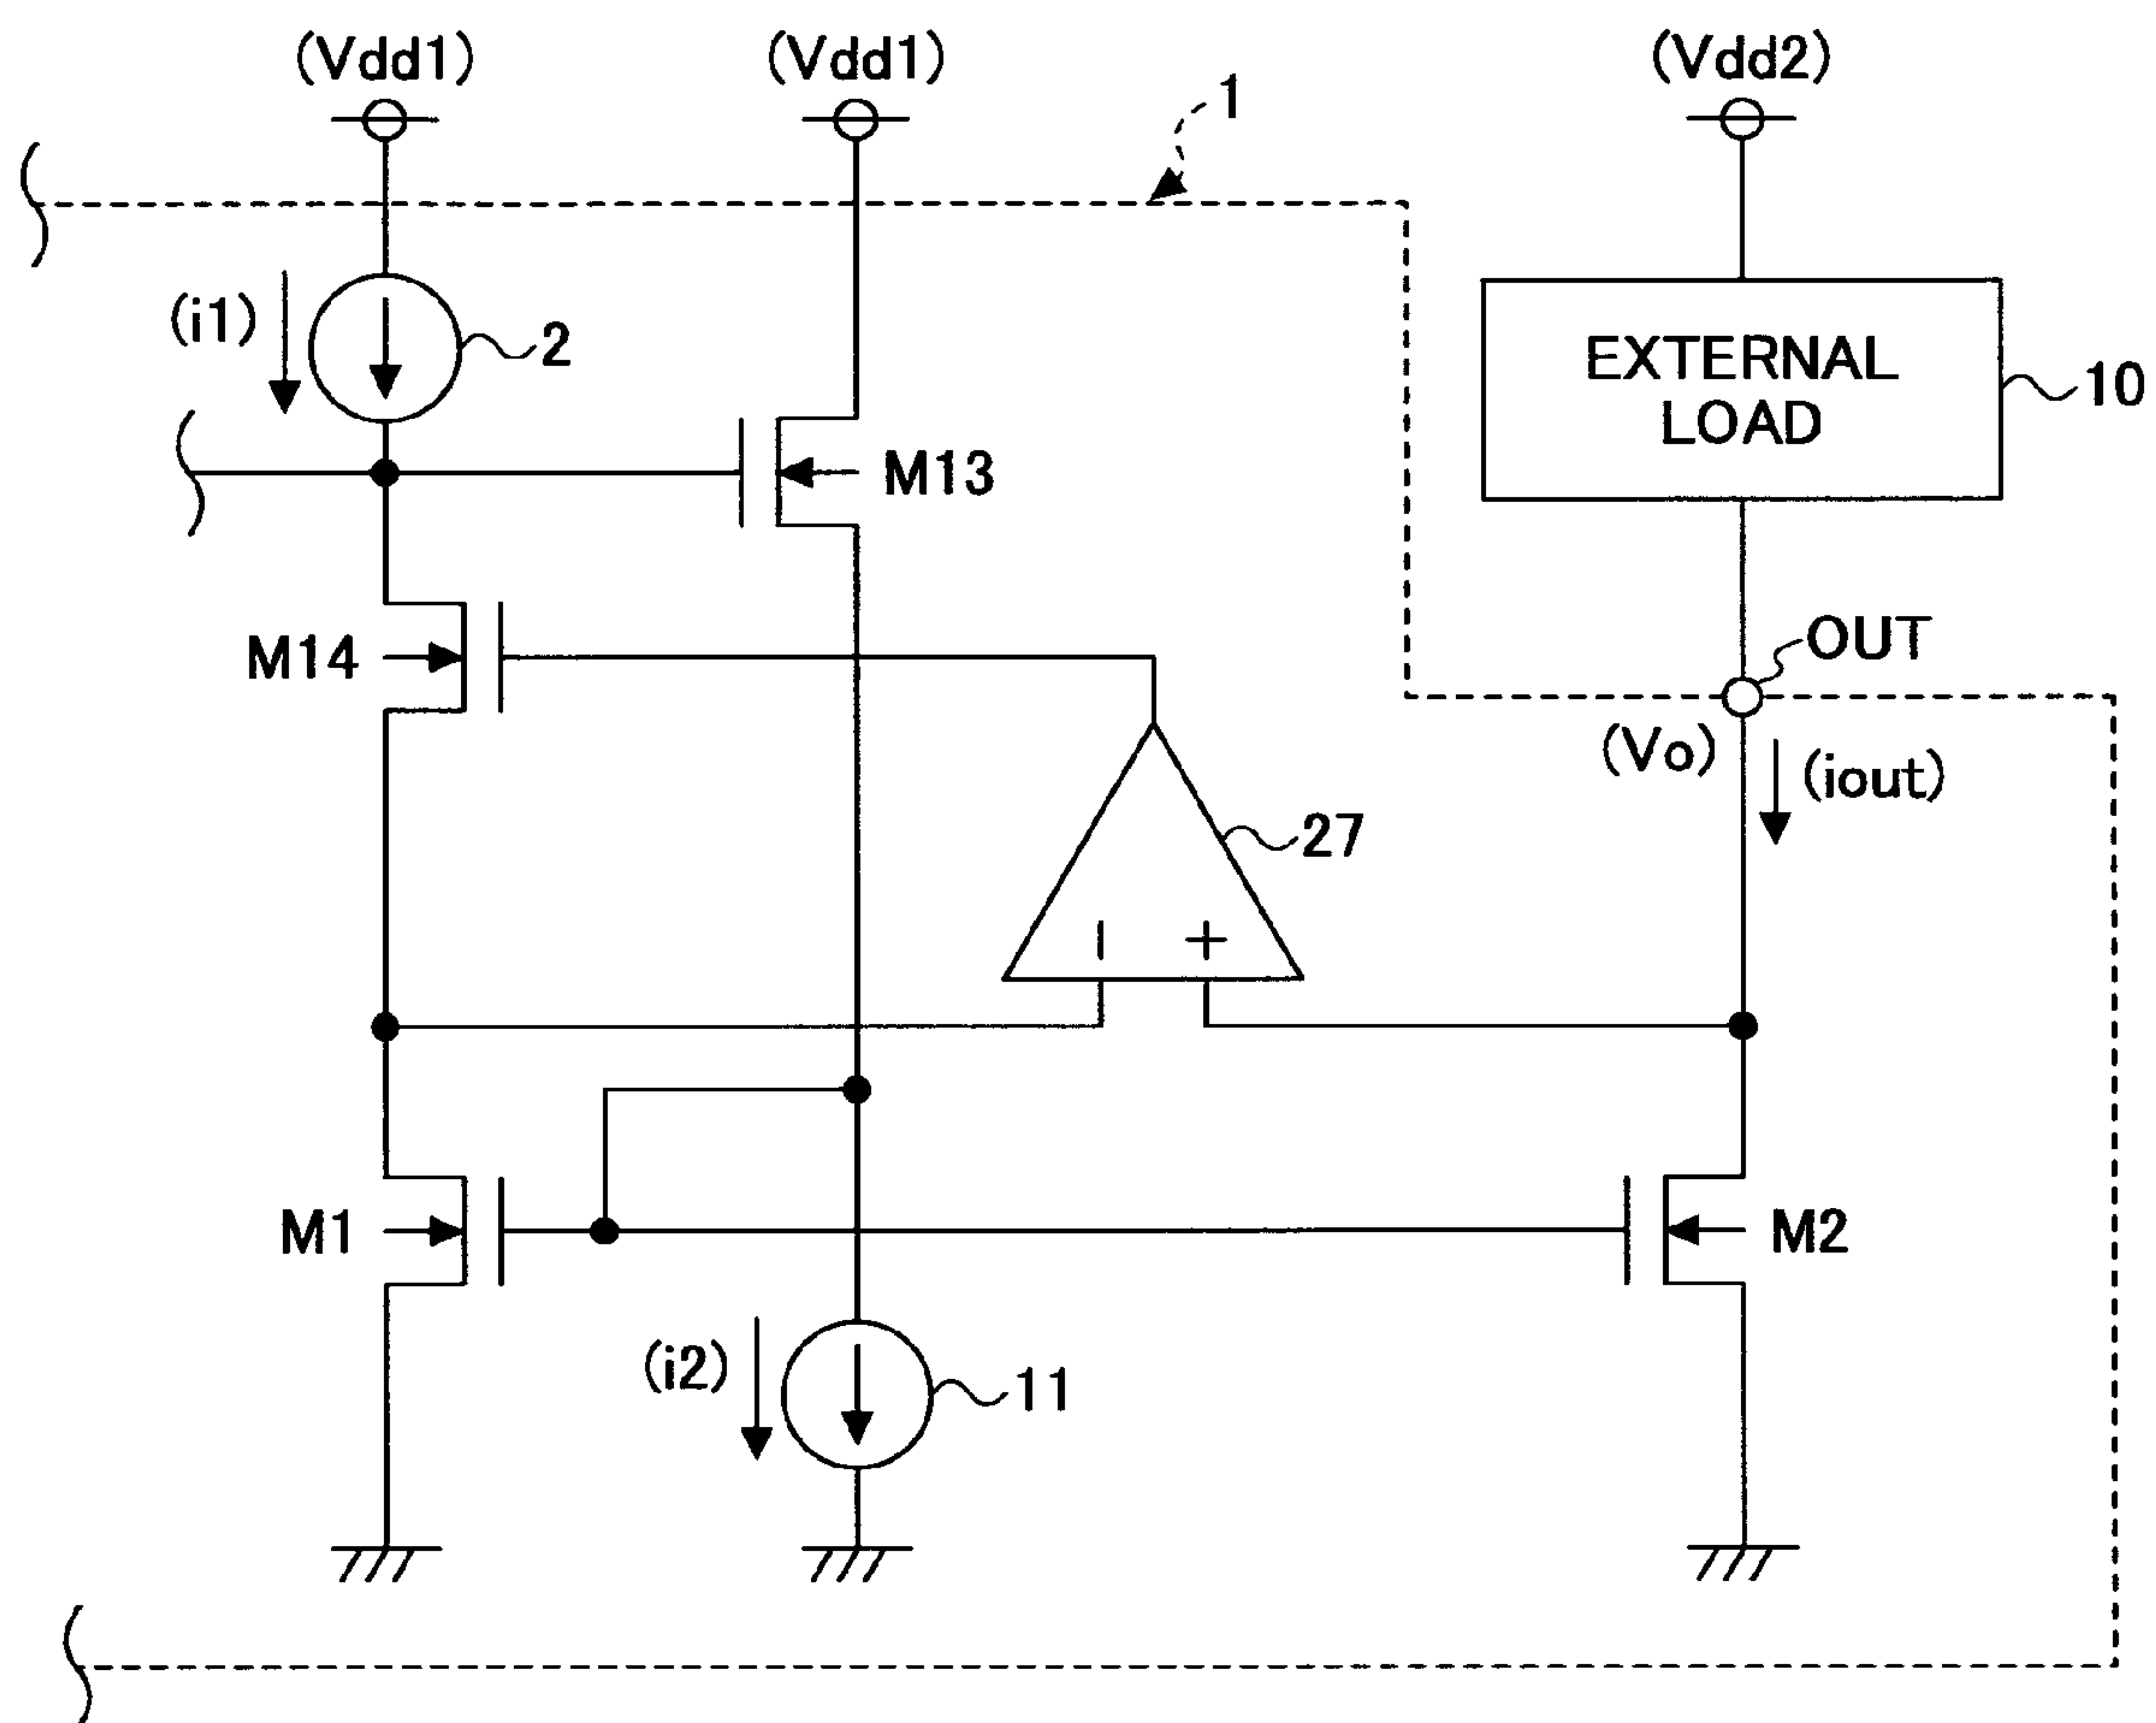 (Vdd1)
(Vdd1)
(Vdd2)
1
(i1)
2
EXTERNAL
LOAD
10
M13
M14
OUT
(Vo)
(iout)
27
− +
M1
M2
(i2)
11